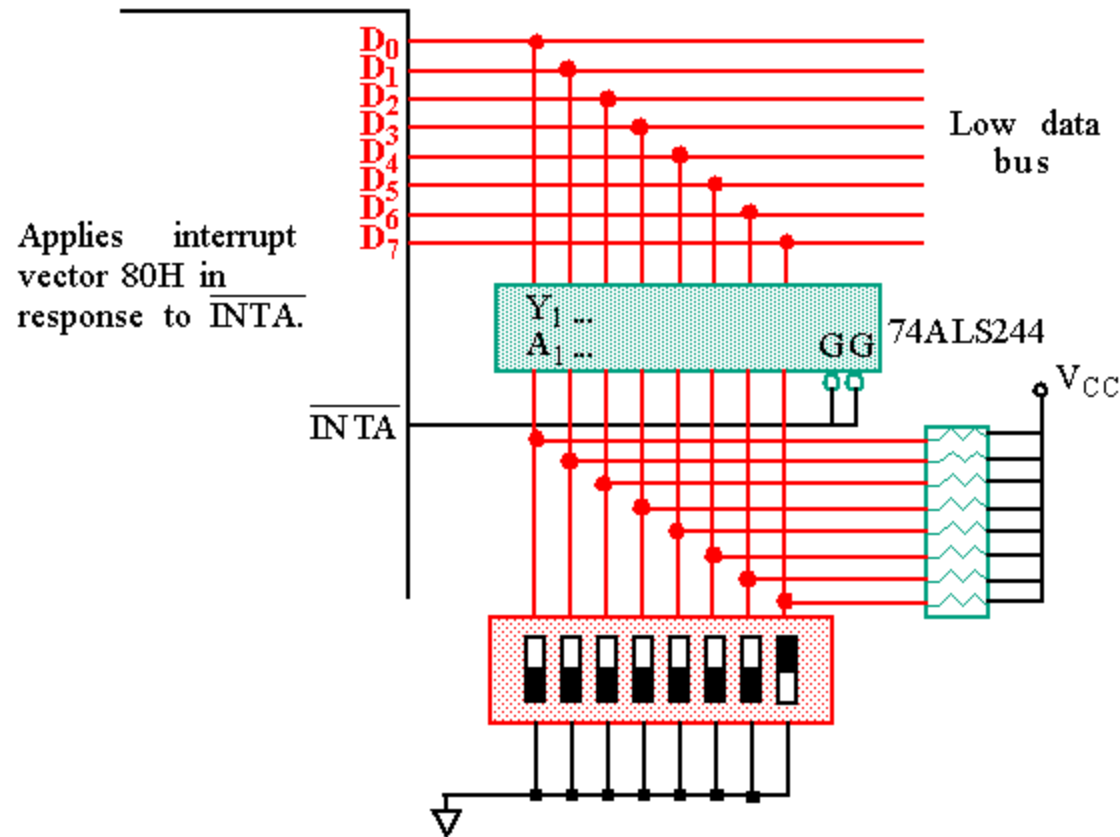 D0
D1
D2
D3
D4
D5
D6
D7
Low data
bus
Applies interrupt
vector 80H in
response to INTA.
Y1 ...
A1 ...
G G
74ALS244
VCC
INTA